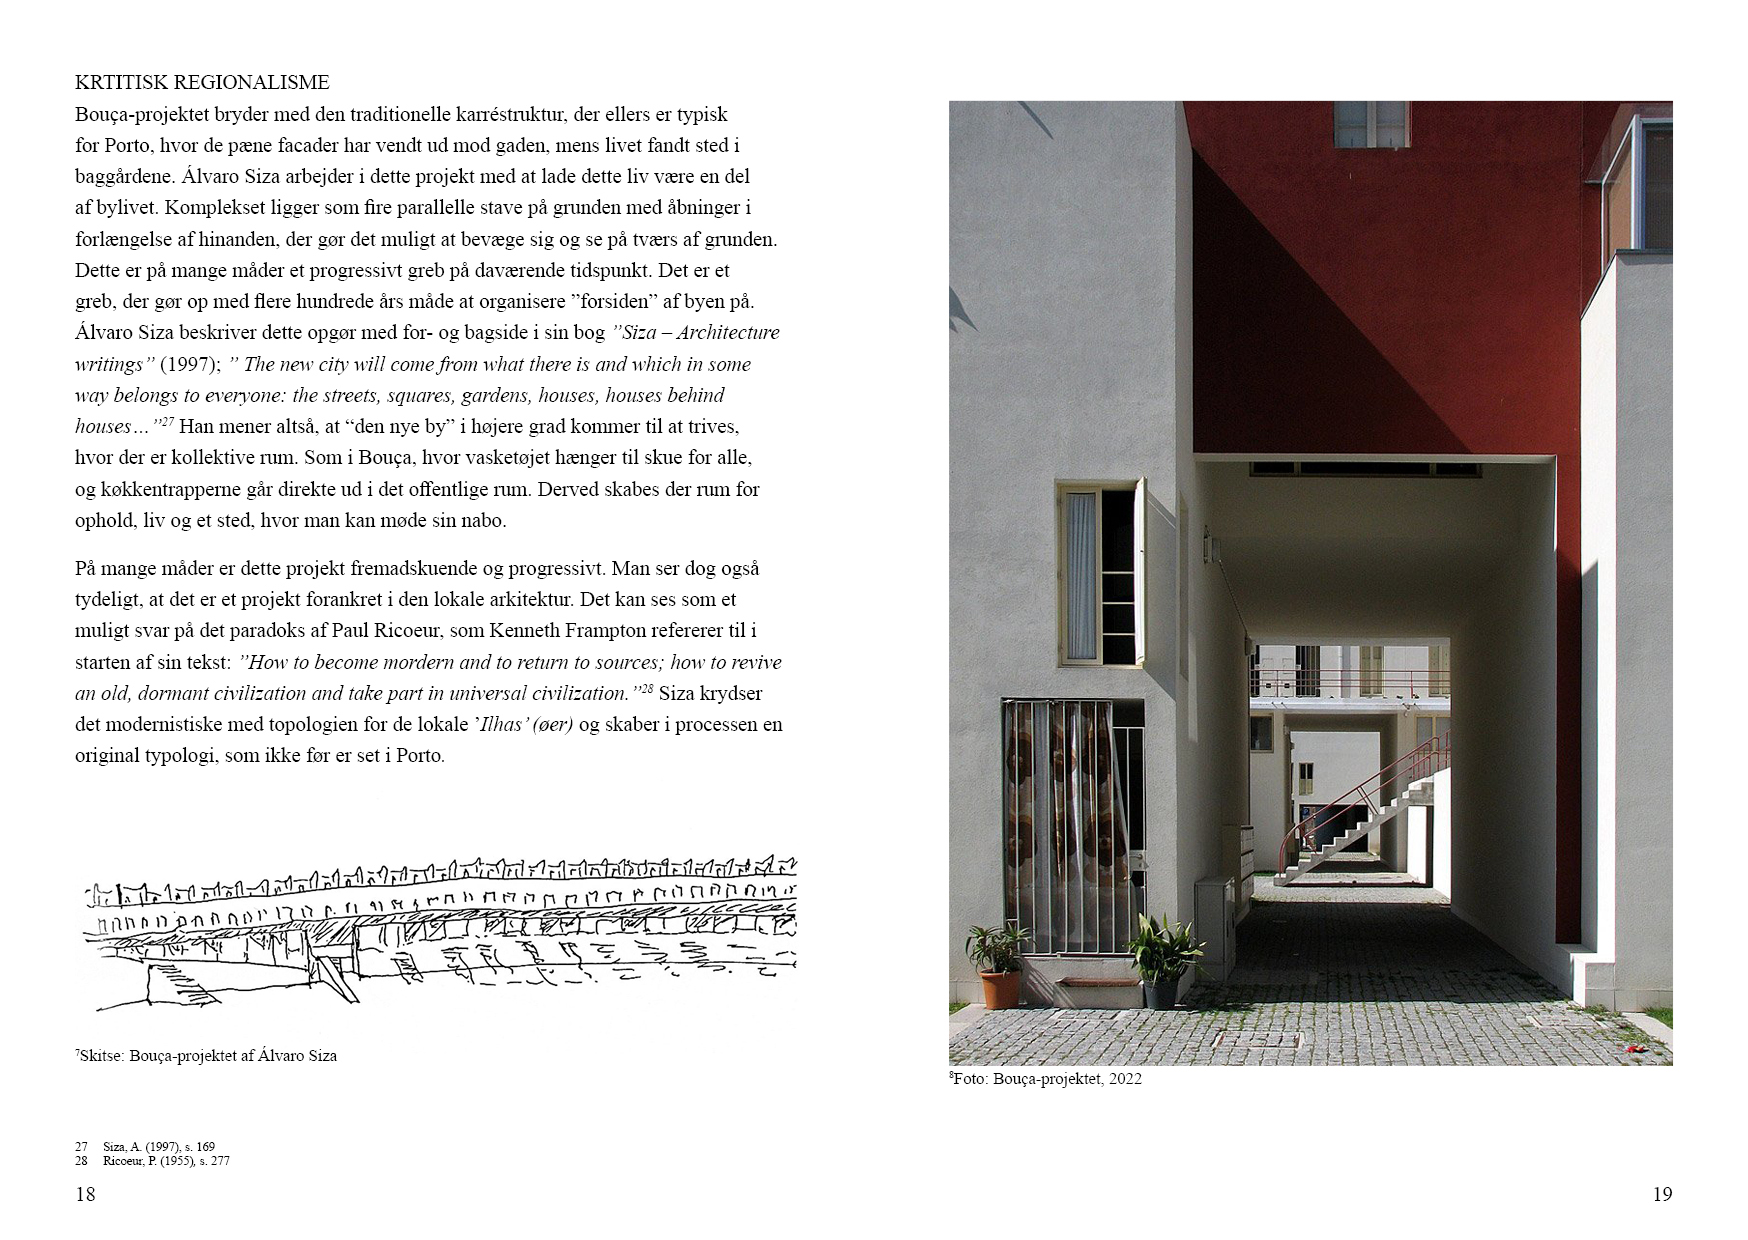 KRTITISK REGIONALISME
Bouça-projektet bryder med den traditionelle karréstruktur, der ellers er typisk
for Porto, hvor de pæne facader har vendt ud mod gaden, mens livet fandt sted i
baggårdene. Álvaro Siza arbejder i dette projekt med at lade dette liv være en del
af bylivet. Komplekset ligger som fire parallelle stave på grunden med åbninger i
forlængelse af hinanden, der gør det muligt at bevæge sig og se på tværs af grunden.
Dette er på mange måder et progressivt greb på daværende tidspunkt. Det er et
greb, der gør op med flere hundrede års måde at organisere ”forsiden” af byen på.
Álvaro Siza beskriver dette opgør med for- og bagside i sin bog ”Siza – Architecture
writings” (1997); ” The new city will come from what there is and which in some
way belongs to everyone: the streets, squares, gardens, houses, houses behind
houses…”27 Han mener altså, at “den nye by” i højere grad kommer til at trives,
hvor der er kollektive rum. Som i Bouça, hvor vasketøjet hænger til skue for alle,
og køkkentrapperne går direkte ud i det offentlige rum. Derved skabes der rum for
ophold, liv og et sted, hvor man kan møde sin nabo.
På mange måder er dette projekt fremadskuende og progressivt. Man ser dog også
tydeligt, at det er et projekt forankret i den lokale arkitektur. Det kan ses som et
muligt svar på det paradoks af Paul Ricoeur, som Kenneth Frampton refererer til i
starten af sin tekst: ”How to become mordern and to return to sources; how to revive
an old, dormant civilization and take part in universal civilization.”28 Siza krydser
det modernistiske med topologien for de lokale ’Ilhas’ (øer) og skaber i processen en
original typologi, som ikke før er set i Porto.
7Skitse: Bouça-projektet af Álvaro Siza
27 Siza, A. (1997), s. 169
28 Ricoeur, P. (1955), s. 277
18
8Foto: Bouça-projektet, 2022
19